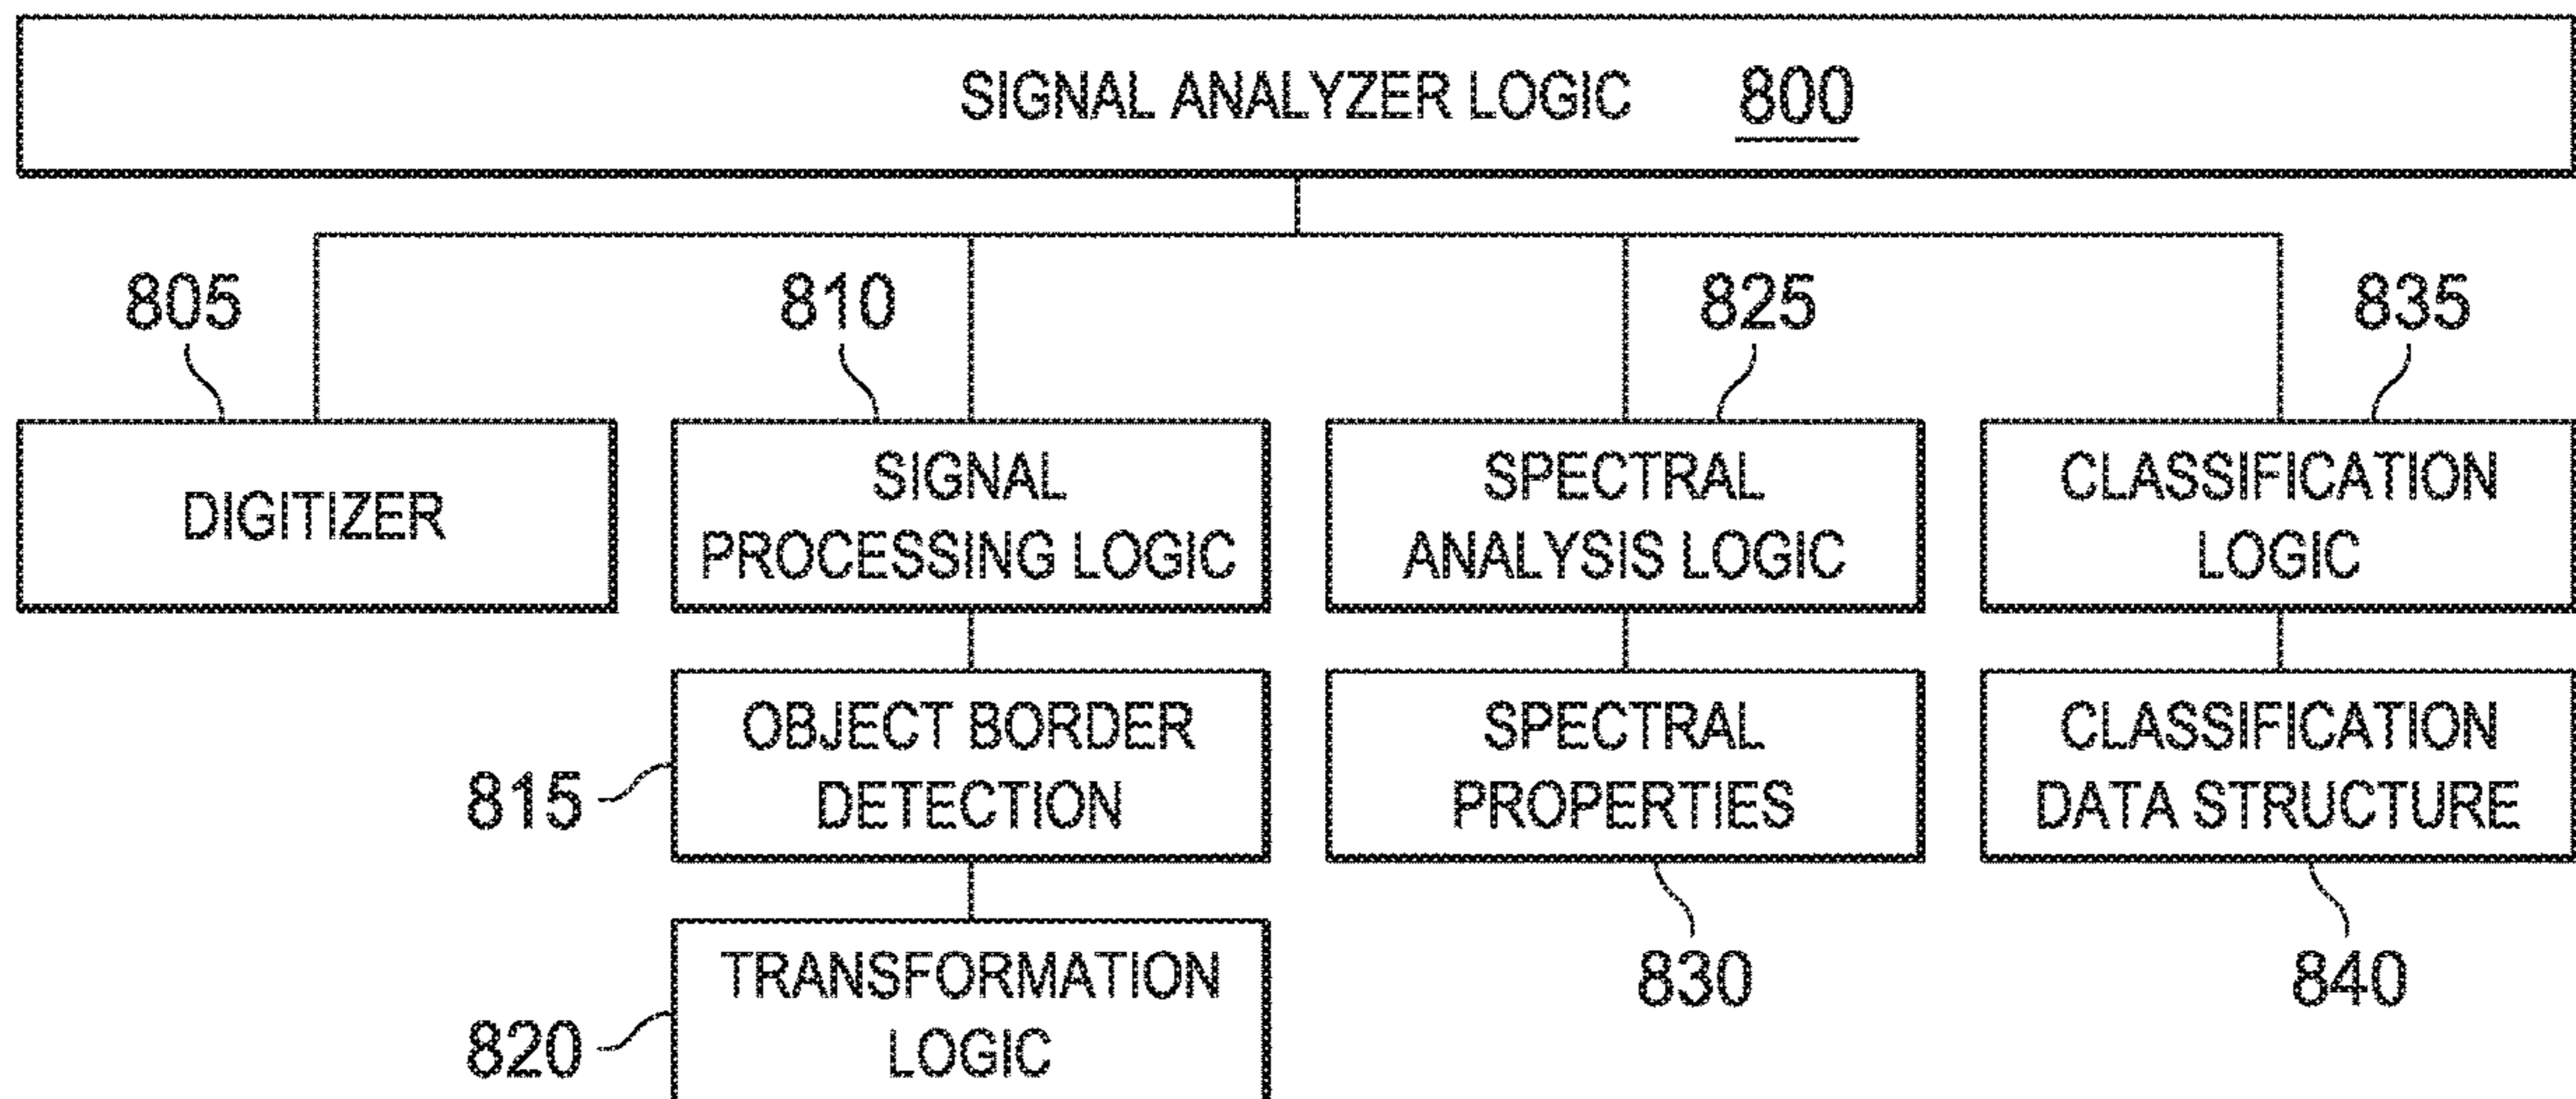 SIGNAL ANALYZER LOGIC 800
805
810
825
835
DIGITIZER
SIGNAL
PROCESSING LOGIC
SPECTRAL
ANALYSIS LOGIC
CLASSIFICATION
LOGIC
815
OBJECT BORDER
DETECTION
SPECTRAL
PROPERTIES
CLASSIFICATION
DATA STRUCTURE
820
TRANSFORMATION
LOGIC
830
840